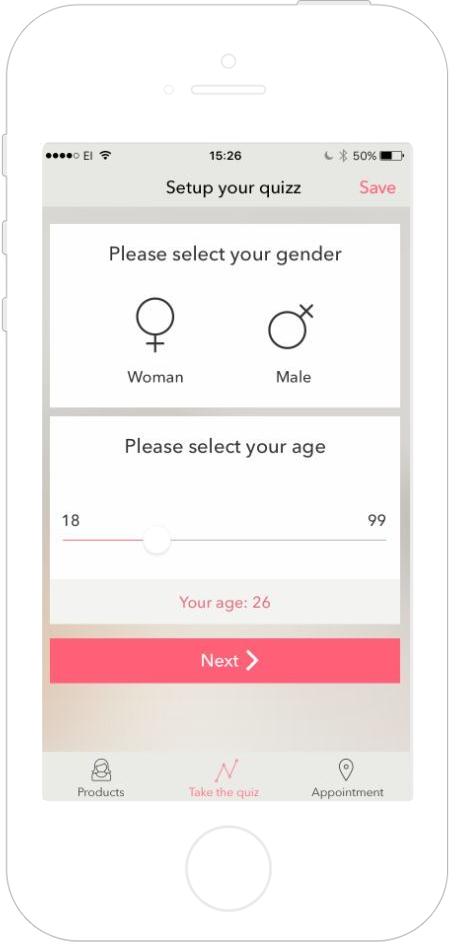 EI 15:26 50%
Setup your quizz Save
Please select your gender
Woman Male
Please select your age
18 99
Your age: 26
Next
Products Take the quiz Appointment